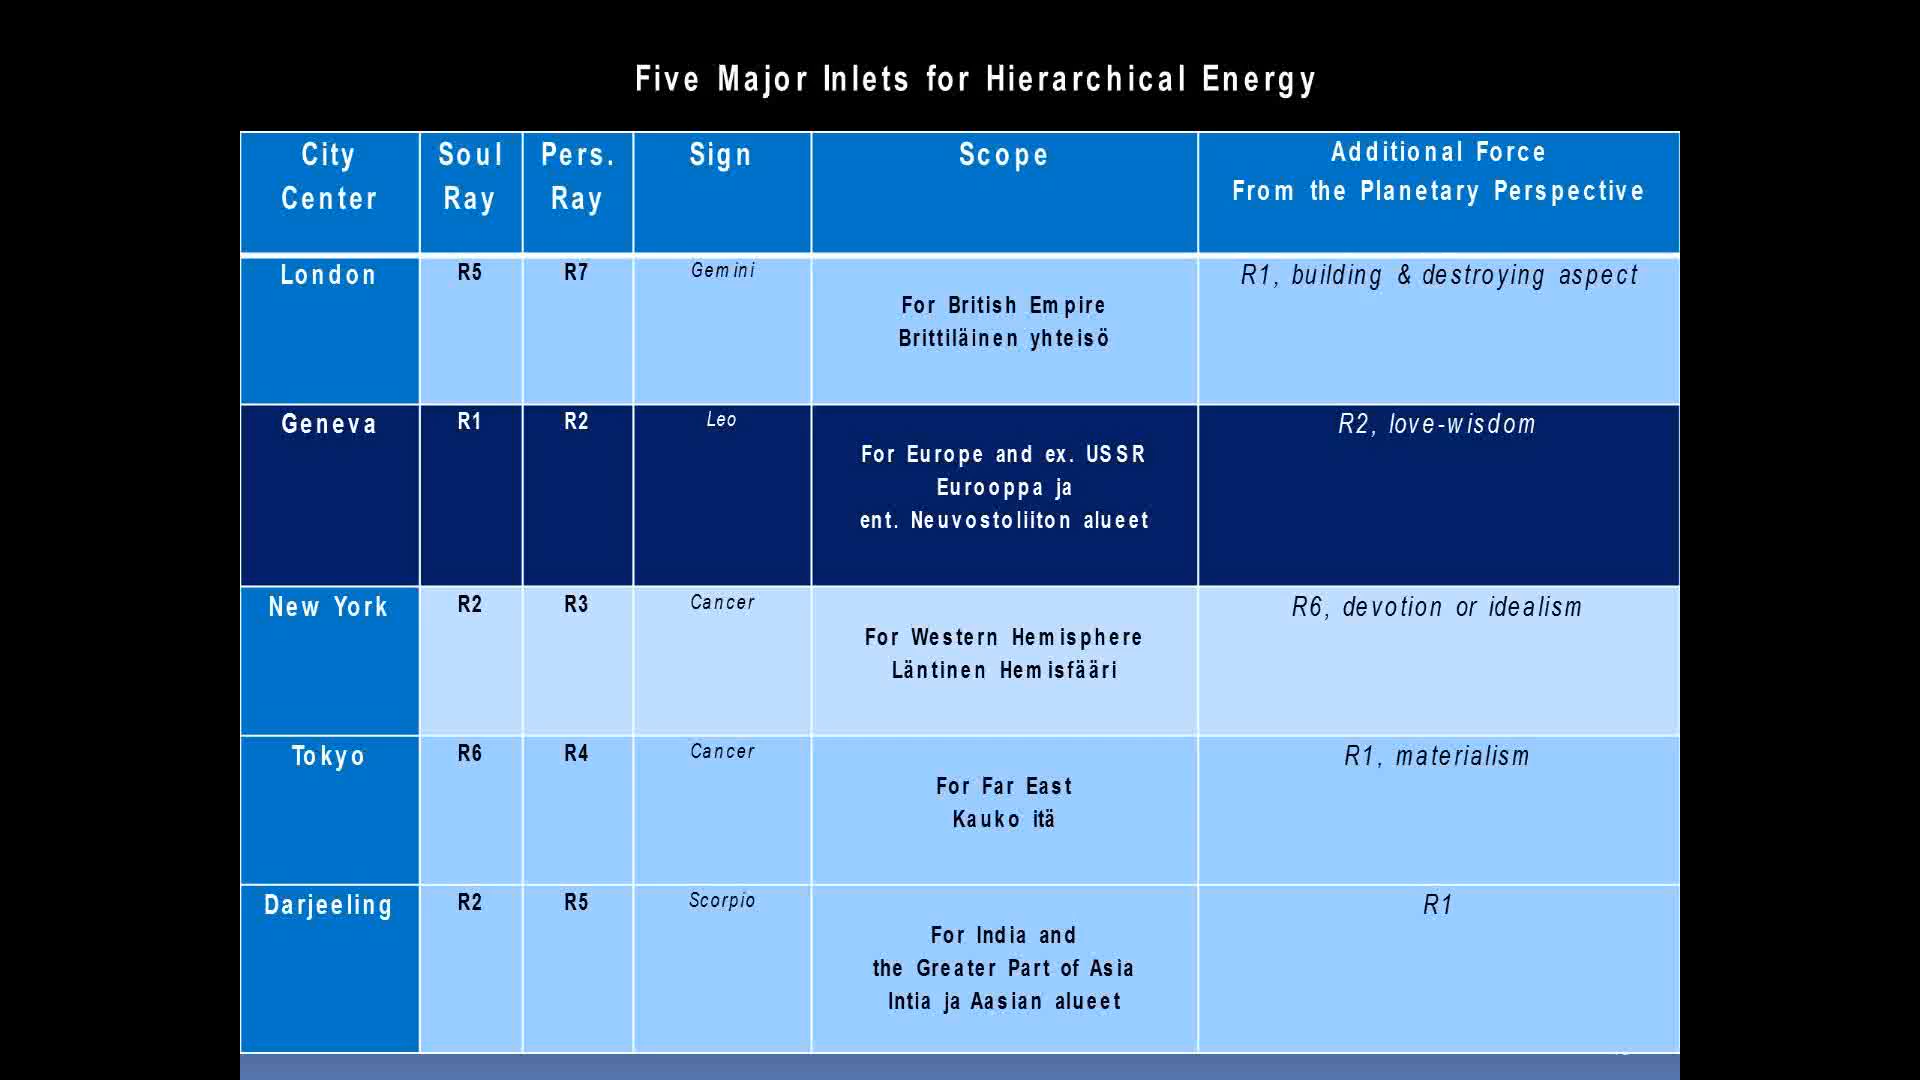 Five Major Inlets for Hierarchical Energy
City Center
Soul Ray
Pers. Ray
Sign
Scope
Additional Force
From the Planetary Perspective
London
R5
R7
Gemini
For British Empire
Brittiläinen yhteisö
R1, building & destroying aspect
Geneva
R1
R2
Leo
For Europe and ex. USSR
Eurooppa ja
ent. Neuvostoliiton alueet
R2, love-wisdom
New York
R2
R3
Cancer
For Western Hemisphere
Läntinen Hemisfääri
R6, devotion or idealism
Tokyo
R6
R4
Cancer
For Far East
Kauko itä
R1, materialism
Darjeeling
R2
R5
Scorpio
For India and
the Greater Part of Asia
Intia ja Aasian alueet
R1